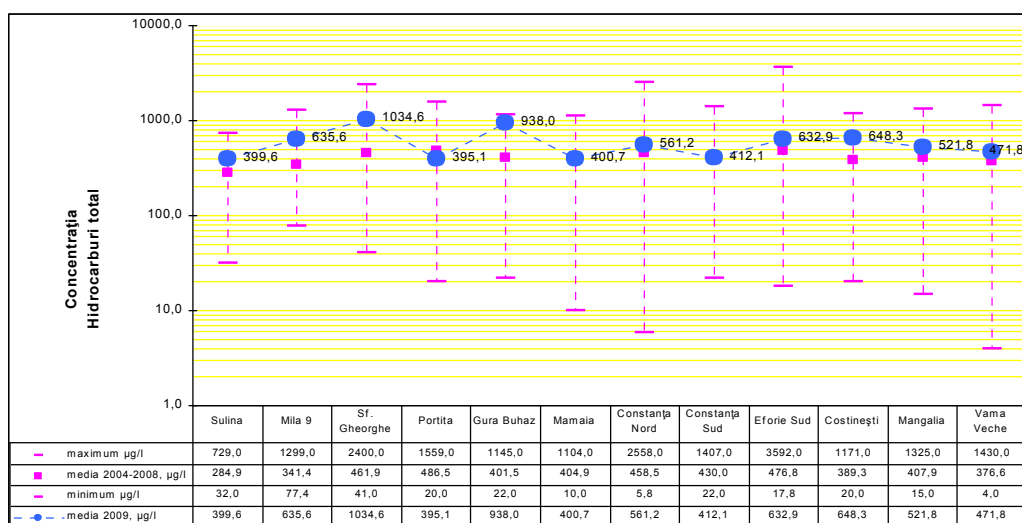 10000,0
1000,0
100,0
10,0
1,0
Concentraţia
Hidrocarburi total
399,6
635,6
1034,6
395,1
938,0
400,7
561,2
412,1
632,9
648,3
521,8
471,8
Sulina Mila 9 Sf. Gheorghe Portita Gura Buhaz Mamaia Constanţa Nord Constanţa Sud Eforie Sud Costineşti Mangalia Vama Veche
maximum µg/l 729,0 1299,0 2400,0 1559,0 1145,0 1104,0 2558,0 1407,0 3592,0 1171,0 1325,0 1430,0
media 2004-2008, µg/l 284,9 341,4 461,9 486,5 401,5 404,9 458,5 430,0 476,8 389,3 407,9 376,6
minimum µg/l 32,0 77,4 41,0 20,0 22,0 10,0 5,8 22,0 17,8 20,0 15,0 4,0
media 2009, µg/l 399,6 635,6 1034,6 395,1 938,0 400,7 561,2 412,1 632,9 648,3 521,8 471,8